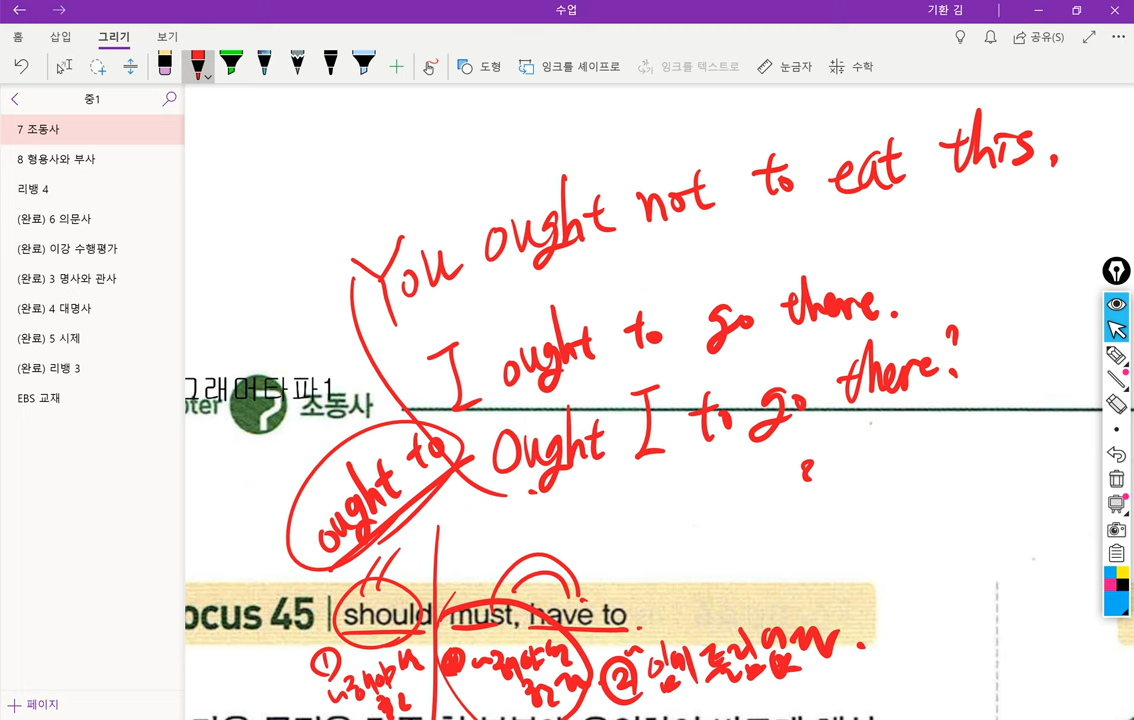 수업
기환 김
홈 삽입 그리기 보기
공유(S)
도형 잉크를 셰이프로 잉크를 텍스트로 눈금자 수학
중1
7 조동사
8 형용사와 부사
리뱅 4
(완료) 6 의문사
(완료) 이강 수행평가
(완료) 3 명사와 관사
(완료) 4 대명사
(완료) 5 시제
(완료) 리뱅 3
EBS 교재
페이지
You ought not to eat this.
I ought to go there.
그래머타파1
Ought I to go there?
?
oter 7 조동사
ought to
ocus 45 should must, have to
①
②